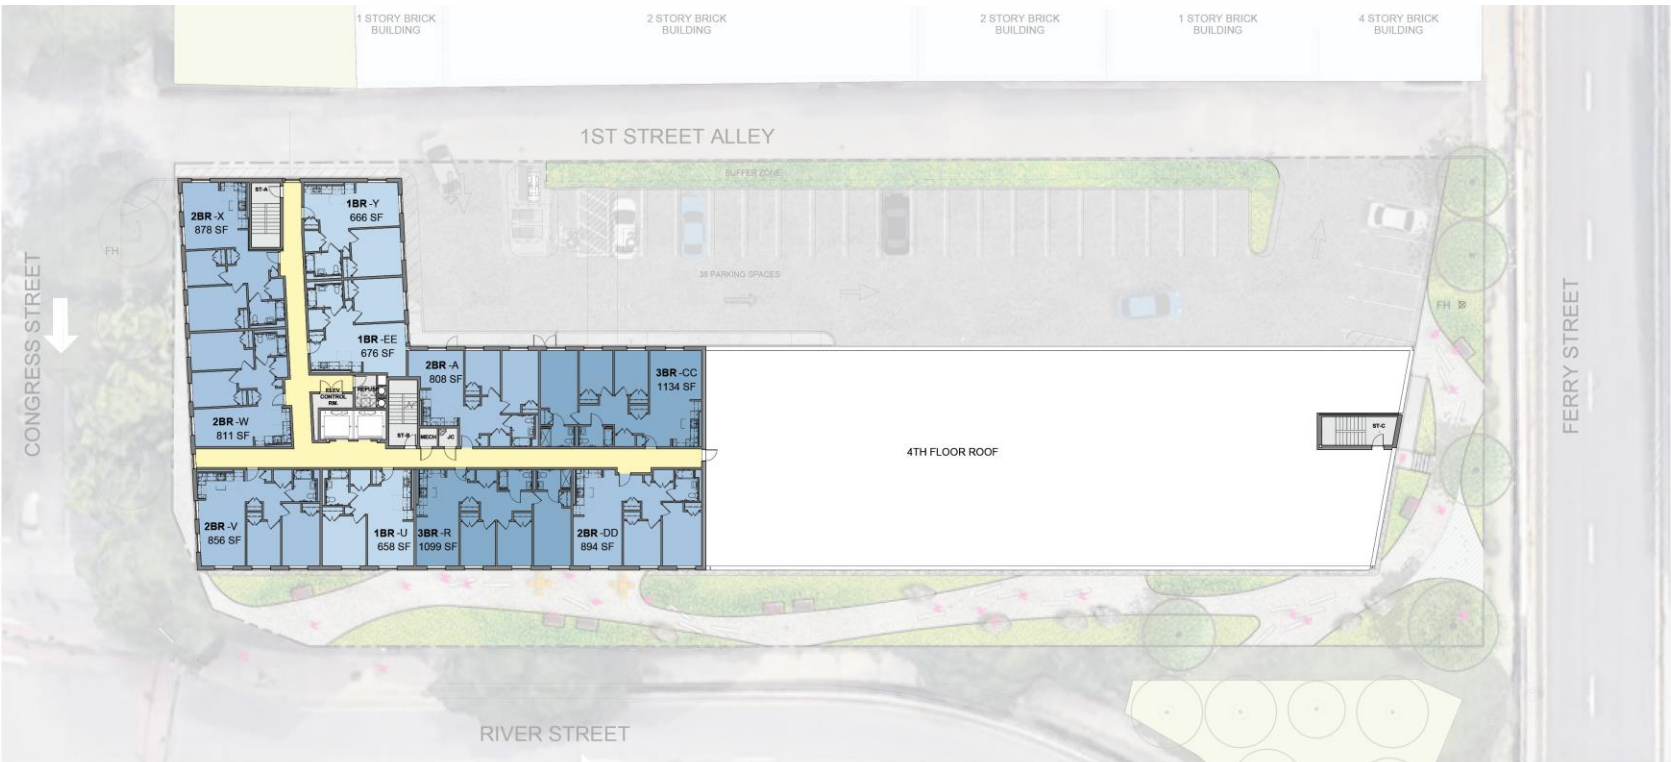 1 STORY BRICK
BUILDING
2 STORY BRICK
BUILDING
2 STORY BRICK
BUILDING
1 STORY BRICK
BUILDING
4 STORY BRICK
BUILDING
1ST STREET ALLEY
BUFFER ZONE
ST-A
2BR -X
878 SF
1BR -Y
666 SF
FH
38 PARKING SPACES
FH
CONGRESS STREET
FERRY STREET
1BR -EE
676 SF
2BR -A
808 SF
3BR -CC
1134 SF
ELEV.
CONTROL
RM.
REFUSE
2BR -W
811 SF
ST-B
MECH
JC
ST-C
4TH FLOOR ROOF
2BR -V
856 SF
1BR -U
658 SF
3BR -R
1099 SF
2BR -DD
894 SF
RIVER STREET